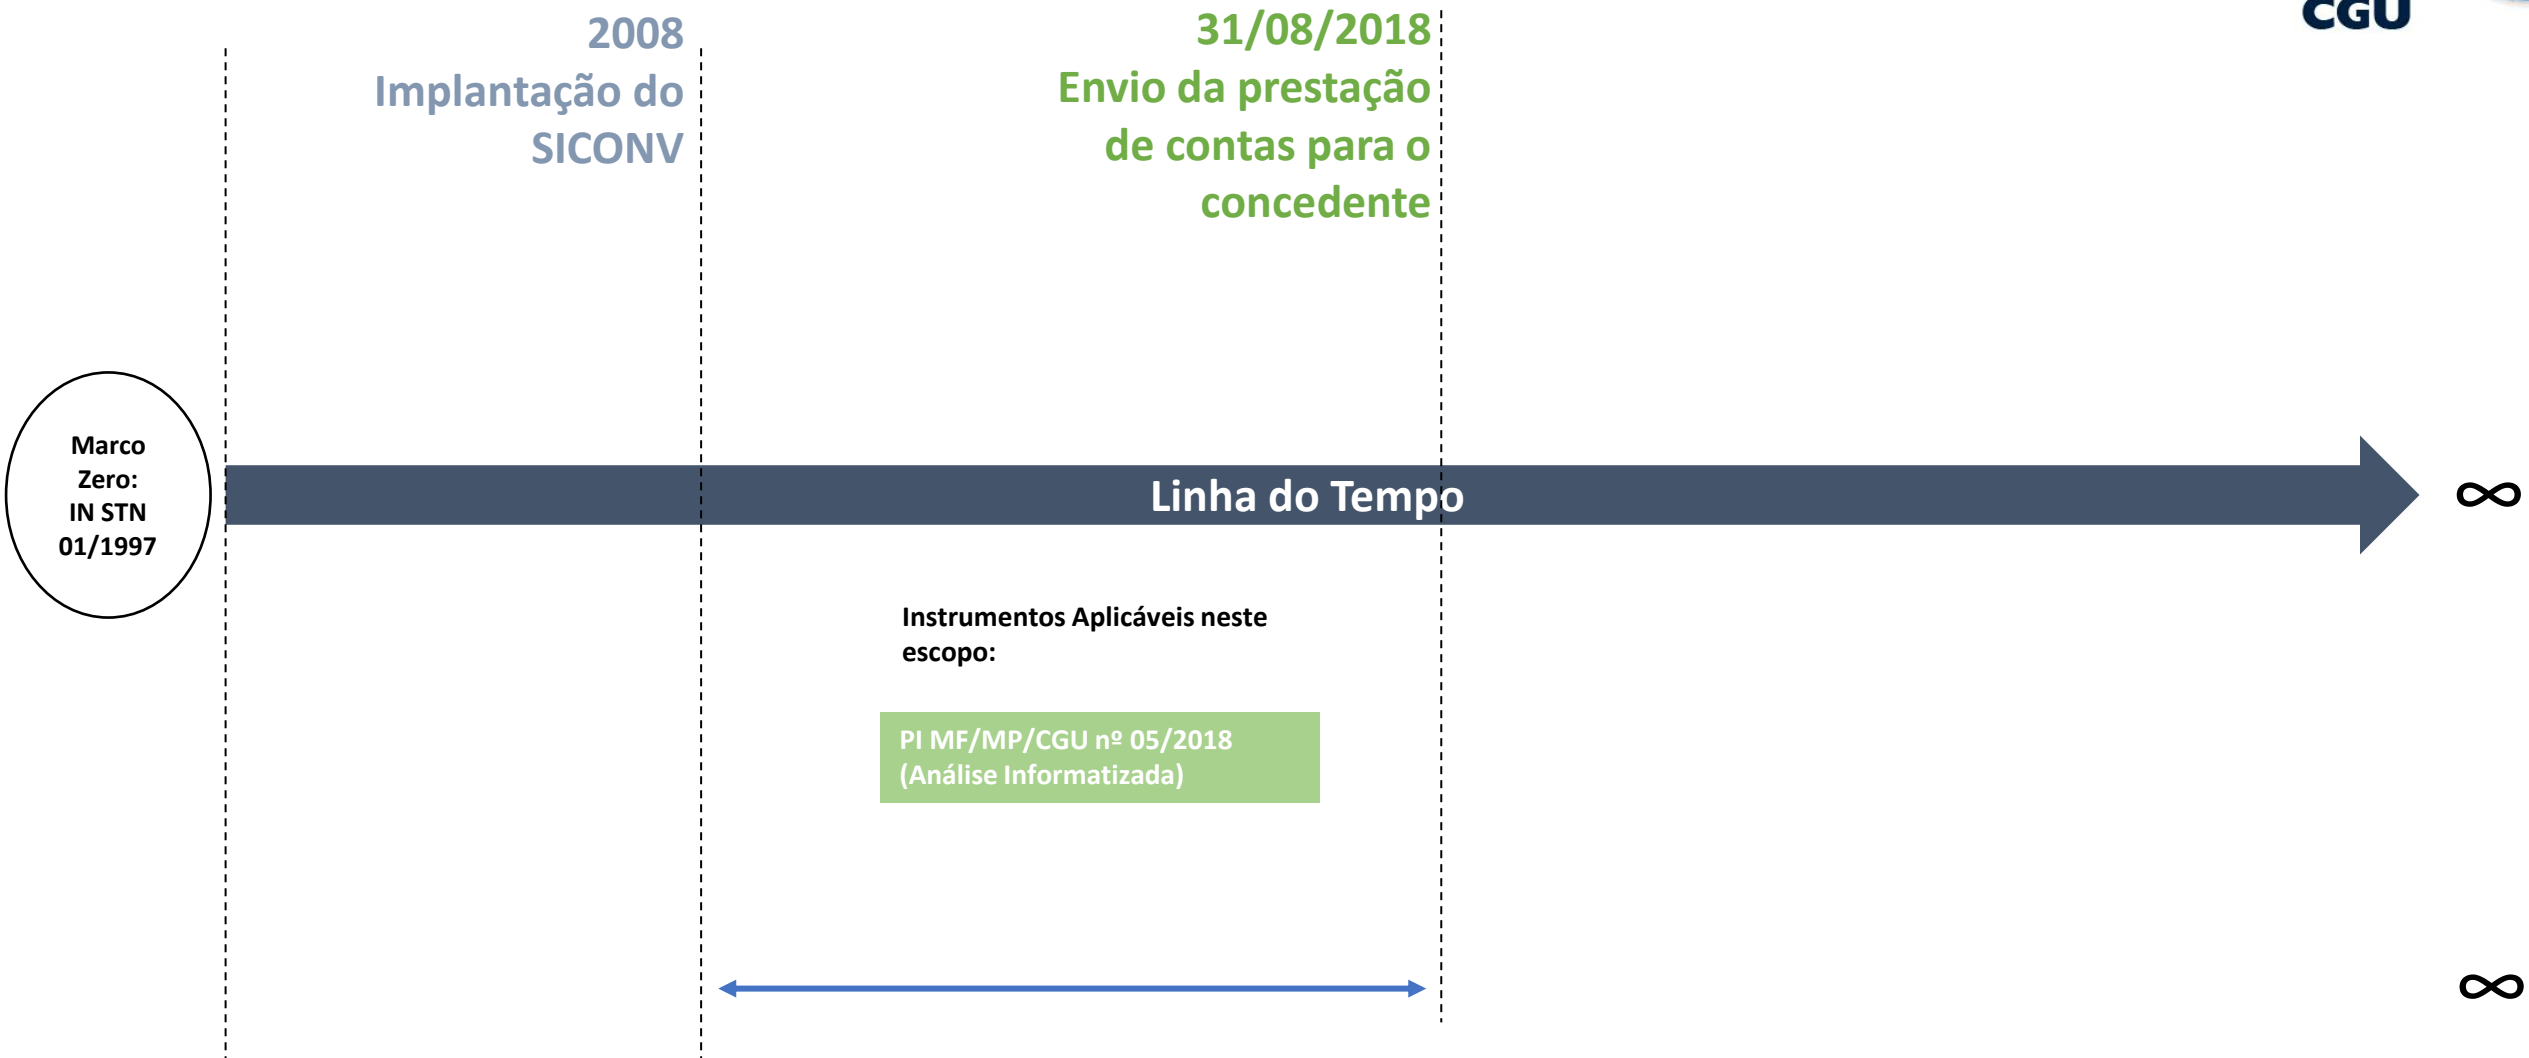 CGU
2008
Implantação do
SICONV
31/08/2018
Envio da prestação
de contas para o
concedente
Marco
Zero:
IN STN
01/1997
Linha do Tempo
∞
Instrumentos Aplicáveis neste
escopo:
PI MF/MP/CGU nº 05/2018
(Análise Informatizada)
∞